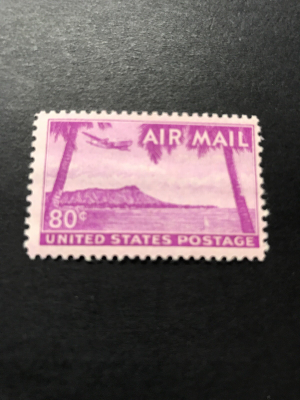 AIR MAIL
80¢
UNITED STATES POSTAGE